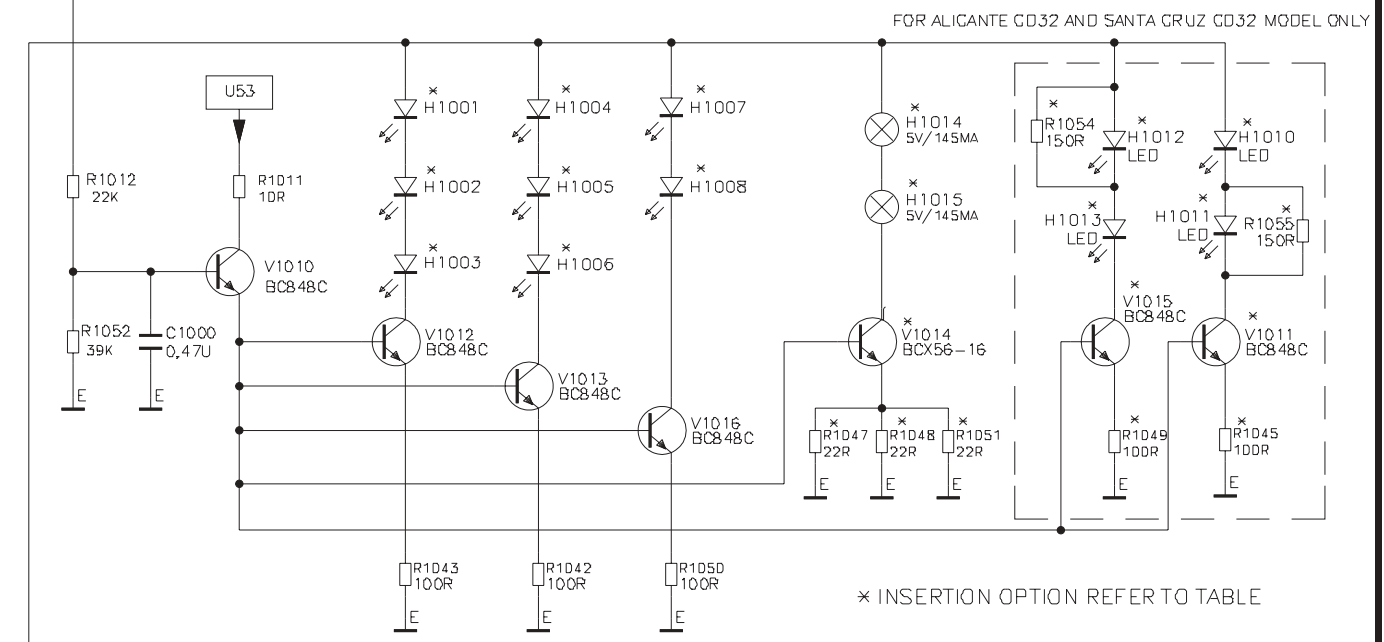 FOR ALICANTE CD32 AND SANTA CRUZ CD32 MODEL ONLY
U53
*
H1001
*
H1004
*
H1007
*
H1014
5V/145MA
*
R1054
150R
*
H1012
LED
*
H1010
LED
R1012
22K
R1011
10R
*
H1002
*
H1005
*
H1008
*
H1015
5V/145MA
*
H1013
LED
*
H1011
LED
*
R1055
150R
V1010
BC848C
*
H1003
*
H1006
R1052
39K
C1000
0,47U
V1012
BC848C
*
V1014
BCX56-16
*
V1015
BC848C
*
V1011
BC848C
E
E
V1013
BC848C
V1016
BC848C
*
R1047
22R
*
R1048
22R
*
R1051
22R
*
R1049
100R
*
R1045
100R
E
E
E
E
E
R1043
100R
R1042
100R
R1050
100R
* INSERTION OPTION REFER TO TABLE
E
E
E